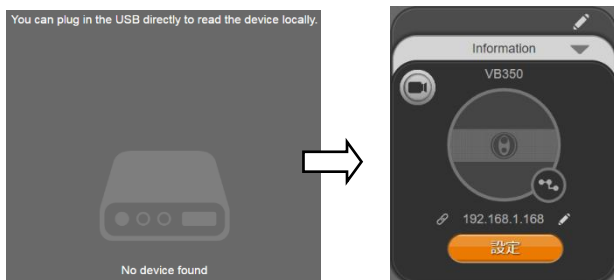 You can plug in the USB directly to read the device locally.
No device found
Information
VB350
192.168.1.168
設定